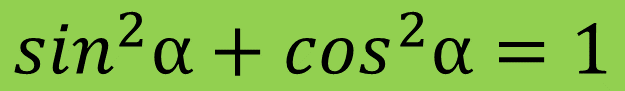 sin²α + cos²α = 1